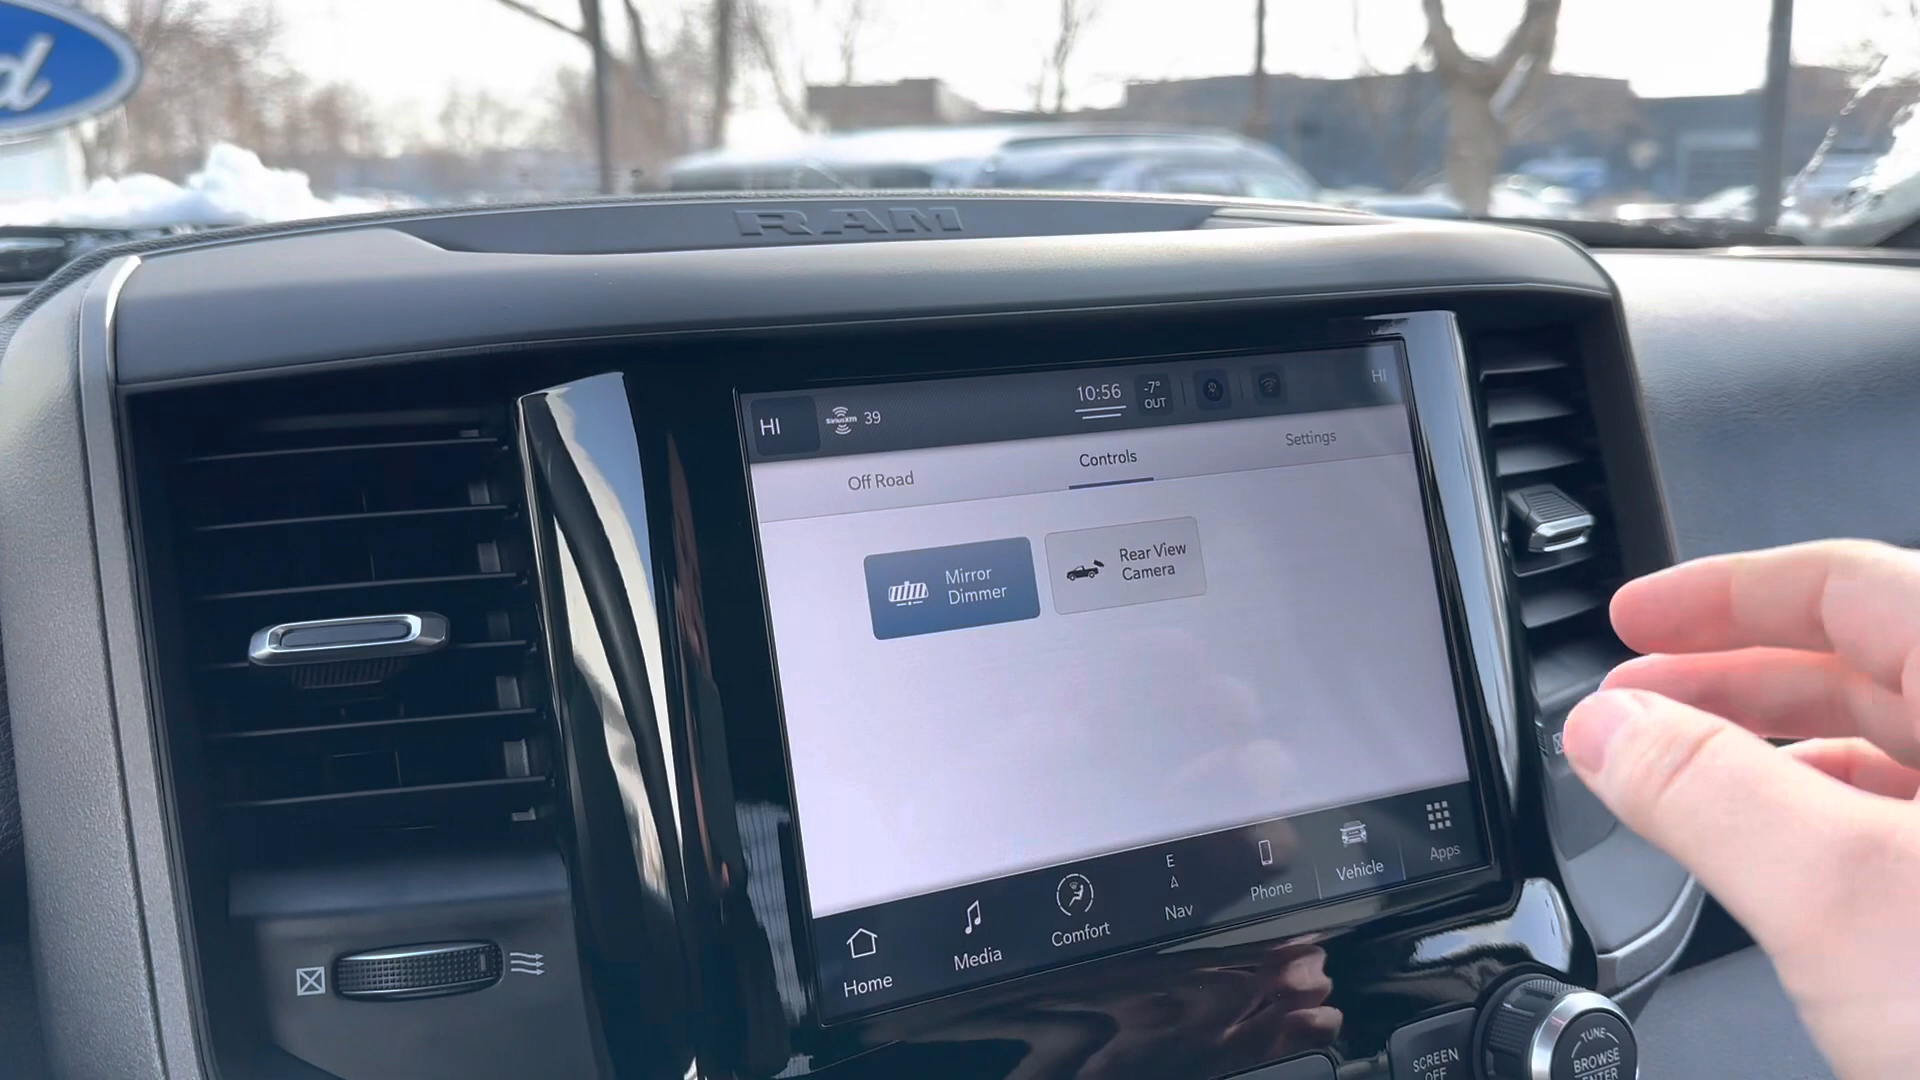 RAM
HI
SiriusXM
39
10:56
-7°
OUT
HI
Off Road
Controls
Settings
Mirror
Dimmer
Rear View
Camera
Home
Media
Comfort
E
Nav
Phone
Vehicle
Apps
SCREEN
OFF
TUNE
BROWSE
ENTER